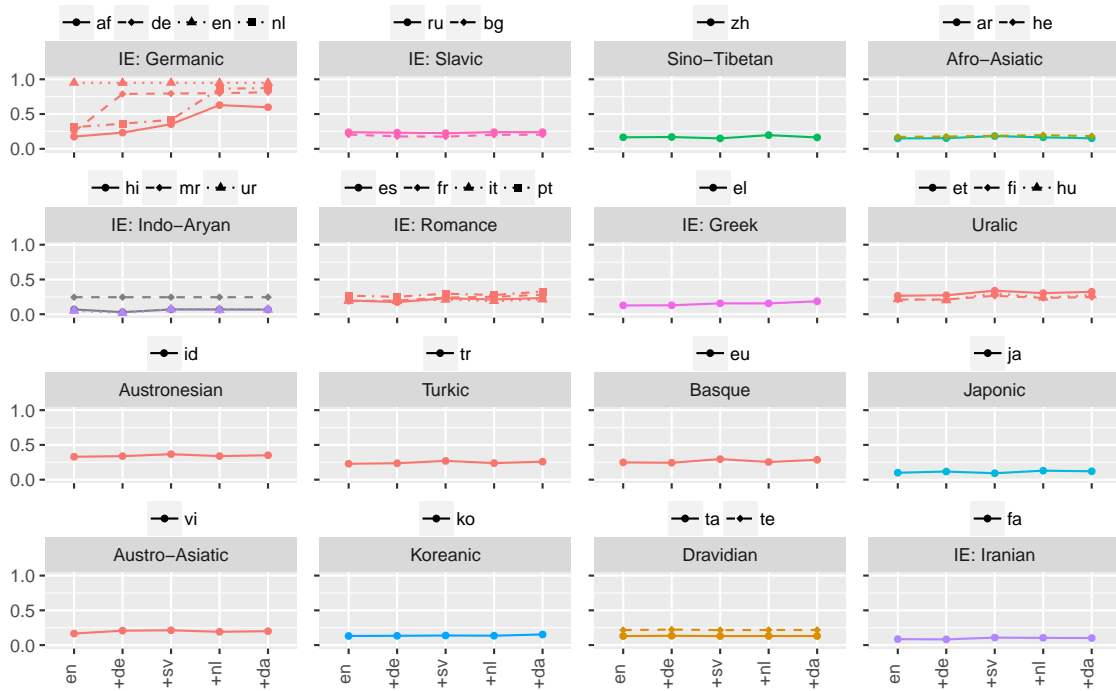 af de en nl ru bg zh ar he
IE: Germanic IE: Slavic Sino−Tibetan Afro−Asiatic
1.0
0.5
0.0
hi mr ur es fr it pt el et fi hu
IE: Indo−Aryan IE: Romance IE: Greek Uralic
1.0
0.5
0.0
id tr eu ja
Austronesian Turkic Basque Japonic
1.0
0.5
0.0
vi ko ta te fa
Austro−Asiatic Koreanic Dravidian IE: Iranian
1.0
0.5
0.0
en +de +sv +nl +da en +de +sv +nl +da en +de +sv +nl +da en +de +sv +nl +da